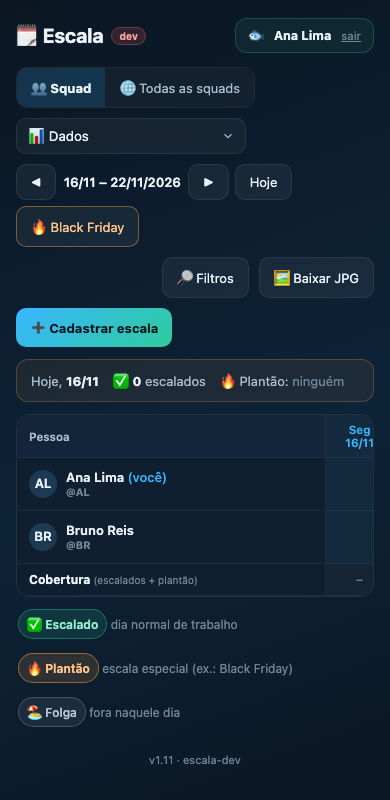 Escala dev
Ana Lima sair
Squad Todas as squads
Dados
16/11 – 22/11/2026 Hoje
Black Friday
Filtros Baixar JPG
Cadastrar escala
Hoje, 16/11 0 escalados Plantão: ninguém
Pessoa Seg
16/11
AL Ana Lima (você)
@AL
BR Bruno Reis
@BR
Cobertura (escalados + plantão) –
Escalado dia normal de trabalho
Plantão escala especial (ex.: Black Friday)
Folga fora naquele dia
v1.11 · escala-dev